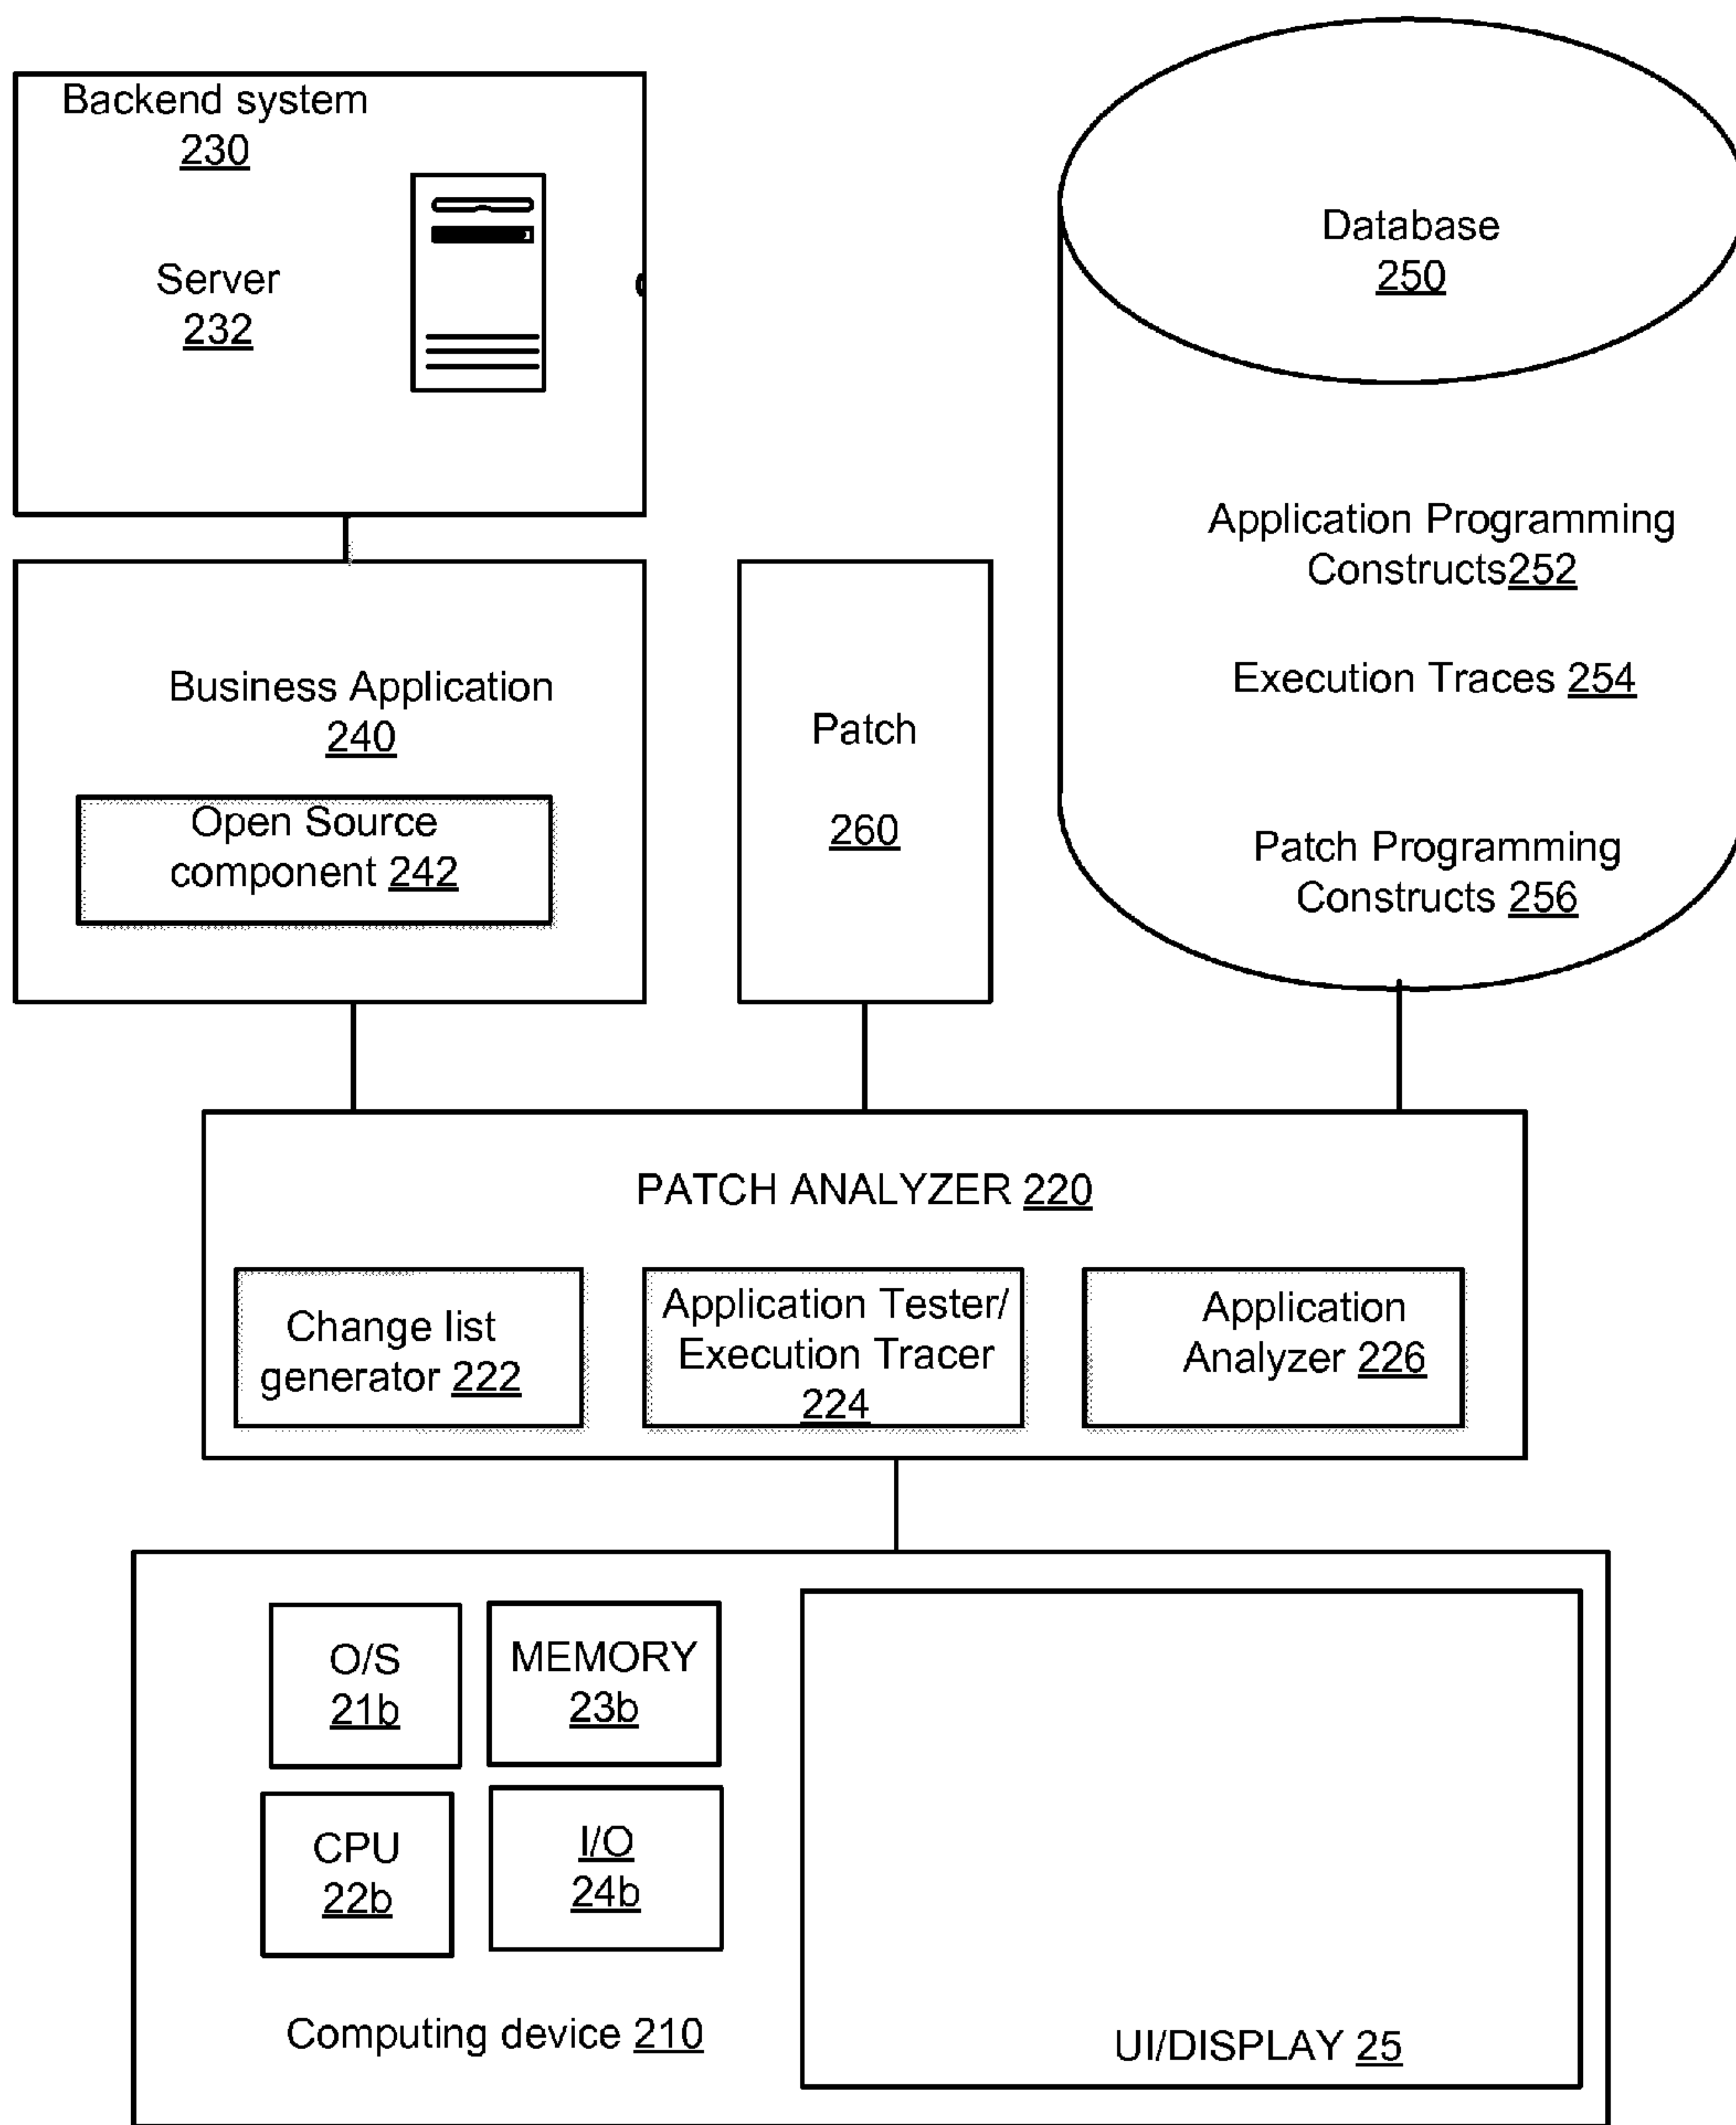 Backend system
230
Server
232
Database
250
Application Programming
Constructs252
Execution Traces 254
Patch Programming
Constructs 256
Business Application
240
Open Source
component 242
Patch
260
PATCH ANALYZER 220
Change list
generator 222
Application Tester/
Execution Tracer
224
Application
Analyzer 226
O/S
21b
MEMORY
23b
CPU
22b
I/O
24b
Computing device 210
UI/DISPLAY 25